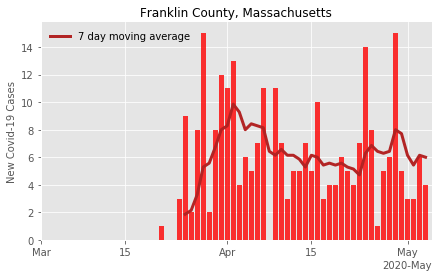 Franklin County, Massachusetts
7 day moving average
New Covid-19 Cases
14
12
10
8
6
4
2
0
Mar 15 Apr 15 May
2020-May